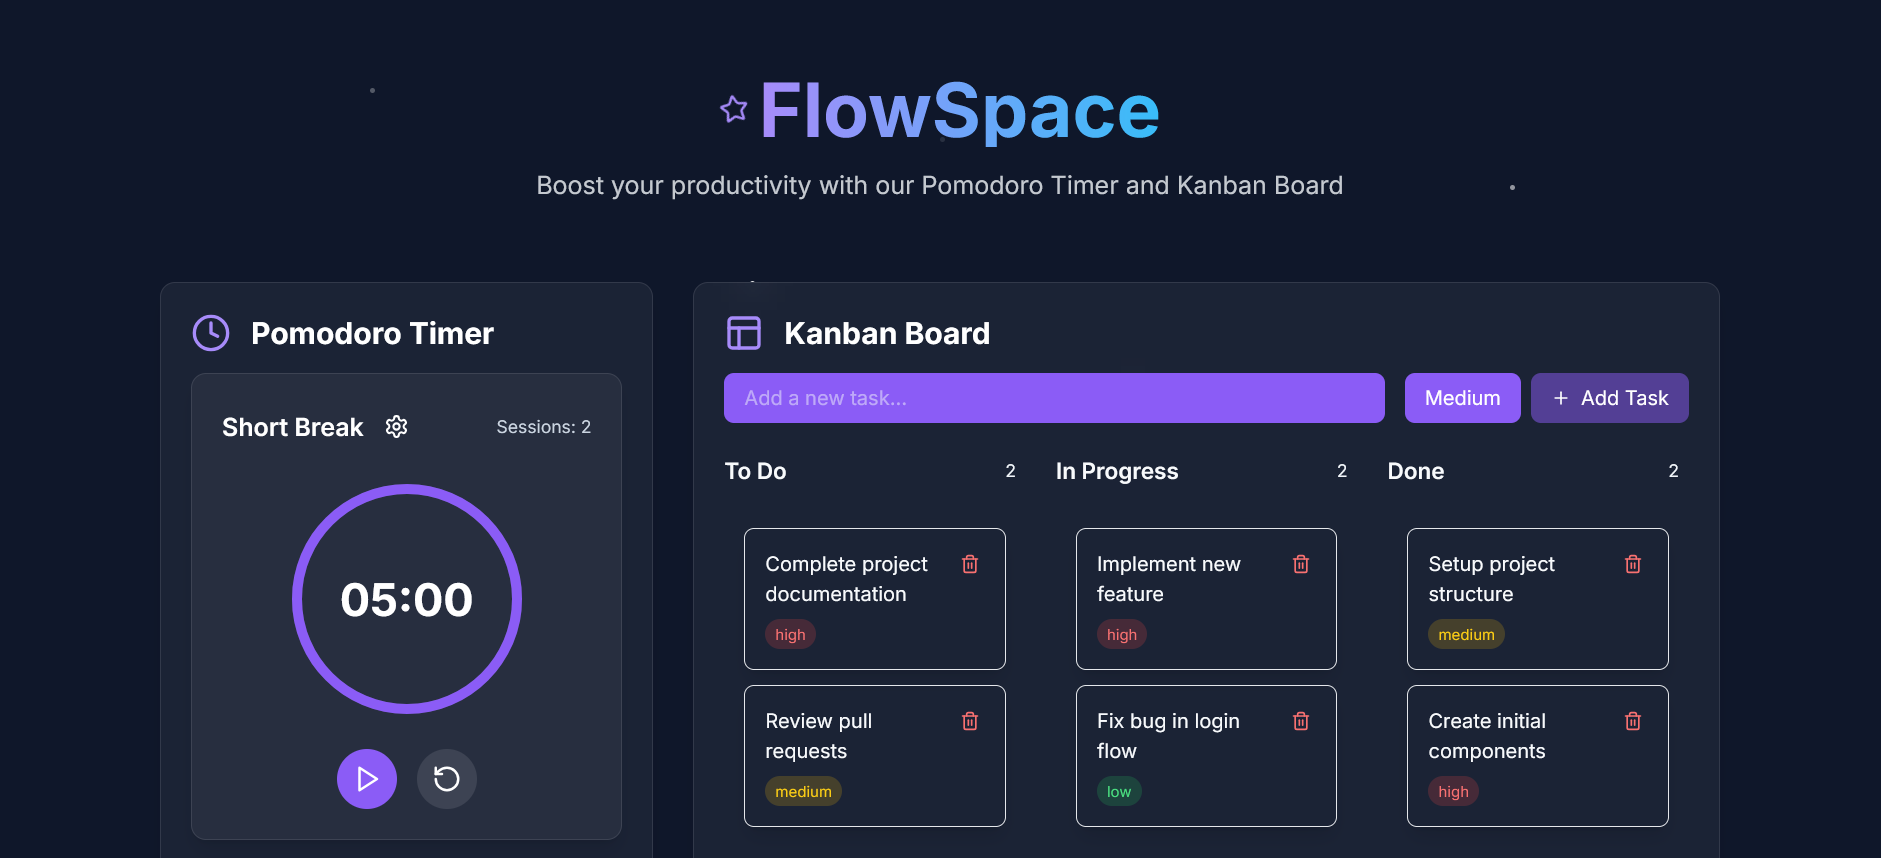 FlowSpace
Boost your productivity with our Pomodoro Timer and Kanban Board
Pomodoro Timer
Short Break
Sessions: 2
05:00
Kanban Board
Add a new task...
Medium
Add Task
To Do
2
Complete project
documentation
high
Review pull
requests
medium
In Progress
2
Implement new
feature
high
Fix bug in login
flow
low
Done
2
Setup project
structure
medium
Create initial
components
high